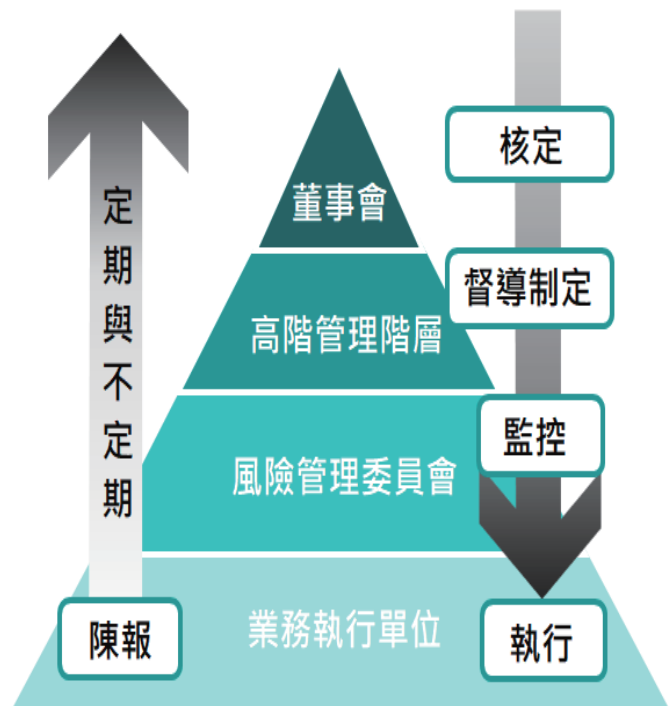 定期與不定期
陳報
董事會
高階管理階層
風險管理委員會
業務執行單位
核定
督導制定
監控
執行